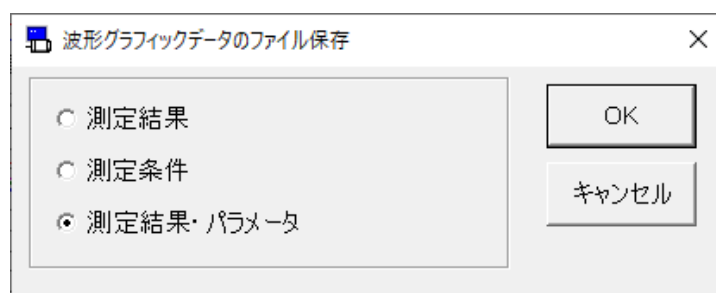 波形グラフィックデータのファイル保存
測定結果
OK
測定条件
キャンセル
測定結果・パラメータ